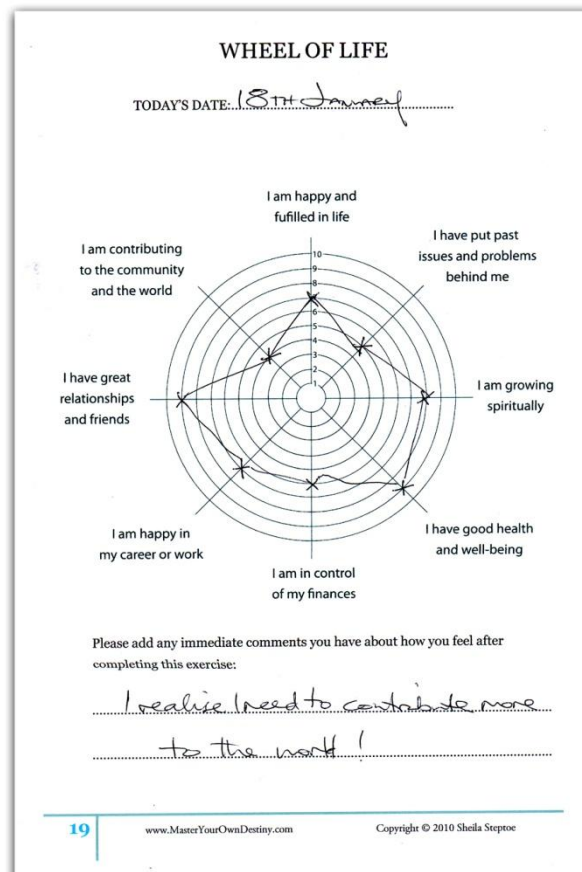 WHEEL OF LIFE
TODAY'S DATE: 18TH January
I am happy and
fufilled in life
I have put past
issues and problems
behind me
I am contributing
to the community
and the world
10
9
8
6
5
4
3
2
1
I have great
relationships
and friends
I am growing
spiritually
I am happy in
my career or work
I have good health
and well-being
I am in control
of my finances
Please add any immediate comments you have about how you feel after
completing this exercise:
I realise I need to contribute more
to the world!
19
www.MasterYourOwnDestiny.com
Copyright © 2010 Sheila Steptoe